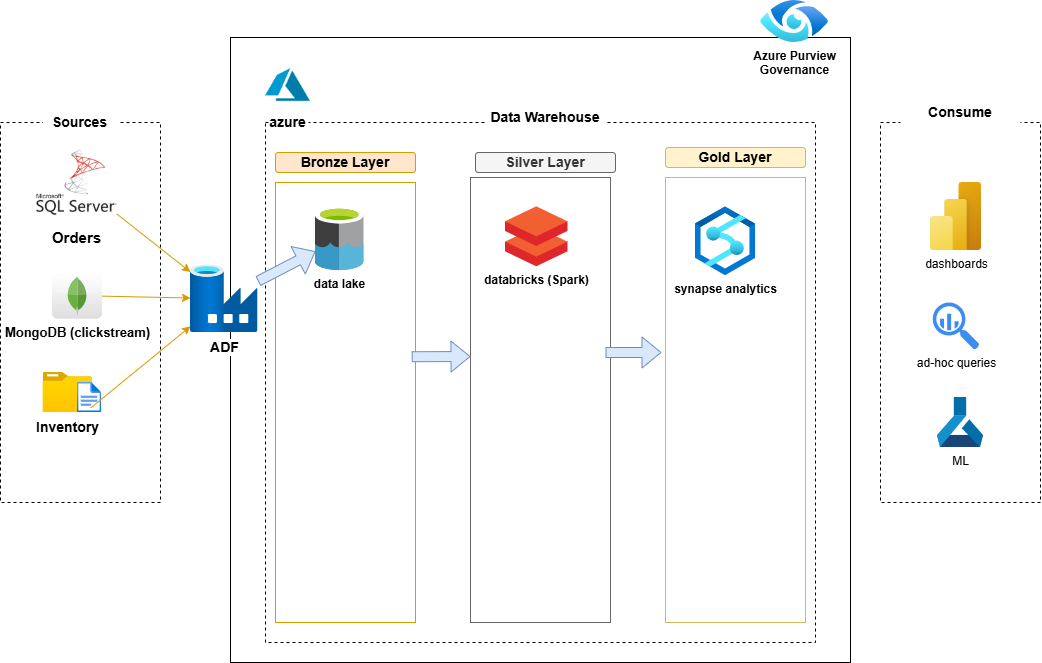 Azure Purview
Governance
azure
Sources
Data Warehouse
Consume
Bronze Layer
Silver Layer
Gold Layer
Microsoft®
SQL Server
Orders
MongoDB (clickstream)
Inventory
ADF
data lake
databricks (Spark)
synapse analytics
dashboards
ad-hoc queries
ML